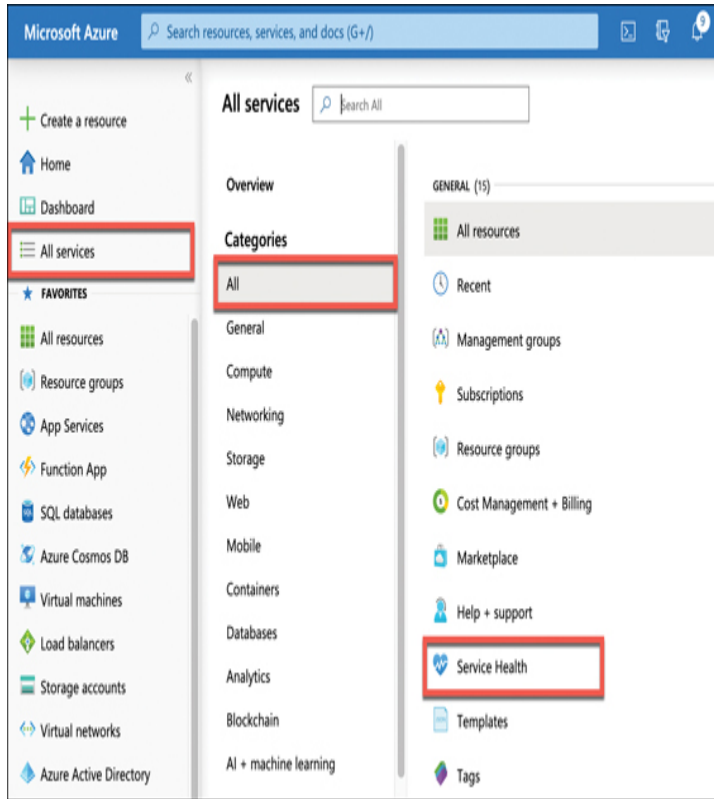 Microsoft Azure
Search resources, services, and docs (G+/)
9
«
Create a resource
Home
Dashboard
All services
FAVORITES
All resources
Resource groups
App Services
Function App
SQL databases
Azure Cosmos DB
Virtual machines
Load balancers
Storage accounts
Virtual networks
Azure Active Directory
All services
Search All
Overview
Categories
All
General
Compute
Networking
Storage
Web
Mobile
Containers
Databases
Analytics
Blockchain
AI + machine learning
GENERAL (15)
All resources
Recent
Management groups
Subscriptions
Resource groups
Cost Management + Billing
Marketplace
Help + support
Service Health
Templates
Tags